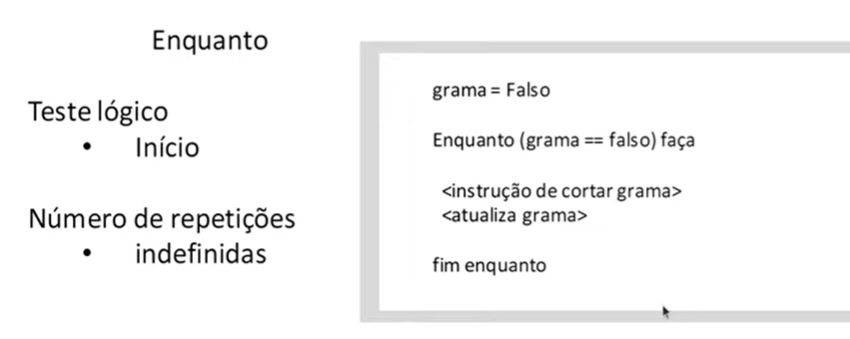 Enquanto
Teste lógico
• Início
Número de repetições
• indefinidas
grama = Falso
Enquanto (grama == falso) faça
<instrução de cortar grama>
<atualiza grama>
fim enquanto